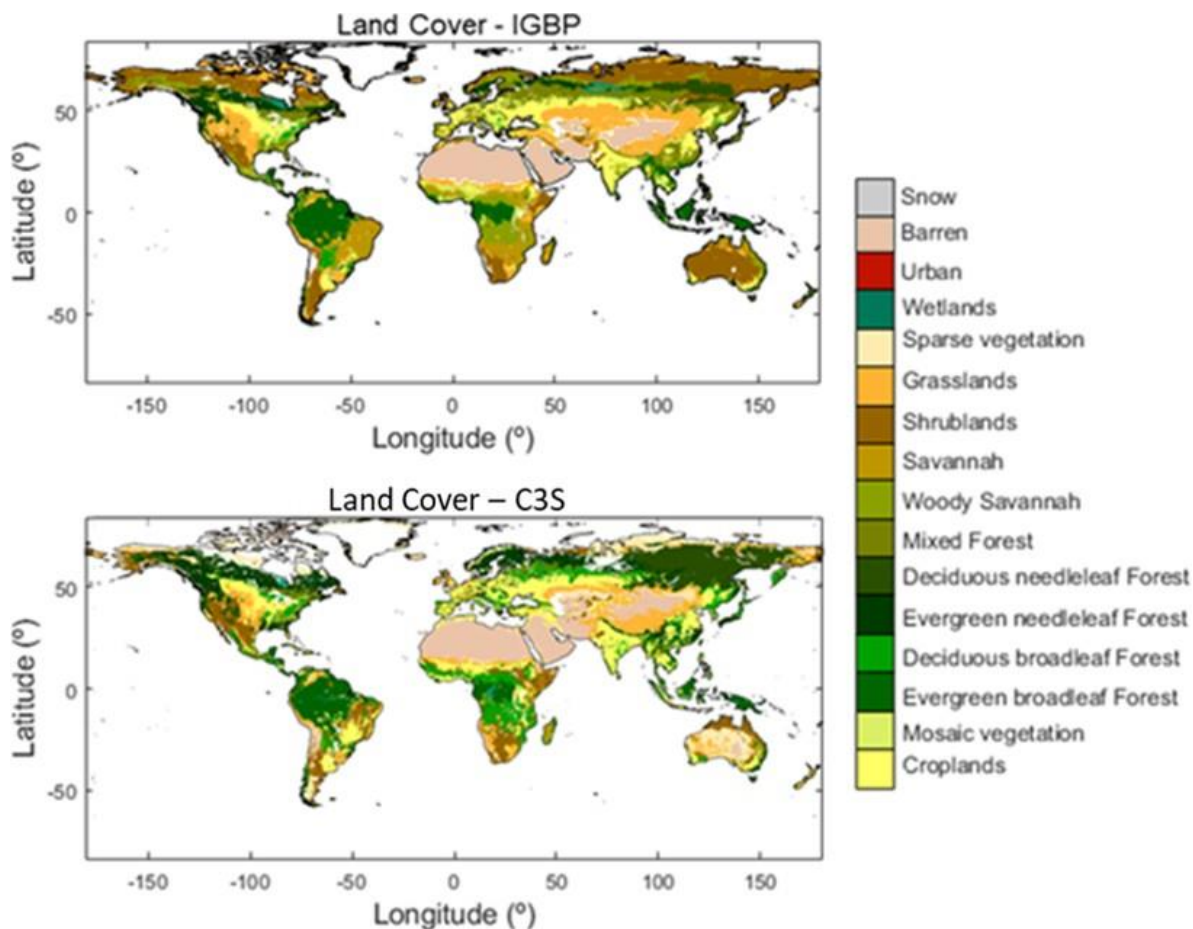 Land Cover - IGBP
50
0
-50
Latitude (º)
-150 -100 -50 0 50 100 150
Longitude (º)
Land Cover – C3S
50
0
-50
Latitude (º)
-150 -100 -50 0 50 100 150
Longitude (º)
Snow
Barren
Urban
Wetlands
Sparse vegetation
Grasslands
Shrublands
Savannah
Woody Savannah
Mixed Forest
Deciduous needleleaf Forest
Evergreen needleleaf Forest
Deciduous broadleaf Forest
Evergreen broadleaf Forest
Mosaic vegetation
Croplands